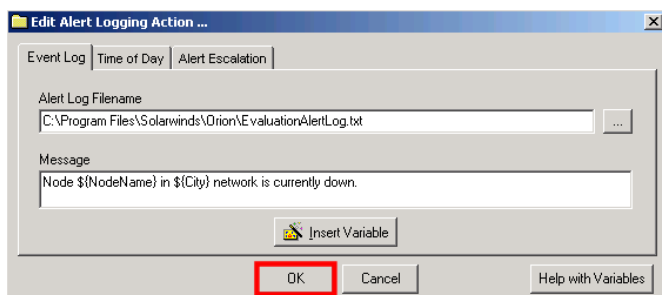 Edit Alert Logging Action ...
Event Log Time of Day Alert Escalation
Alert Log Filename
C:\Program Files\Solarwinds\Orion\EvaluationAlertLog.txt
...
Message
Node ${NodeName} in ${City} network is currently down.
Insert Variable
OK Cancel Help with Variables